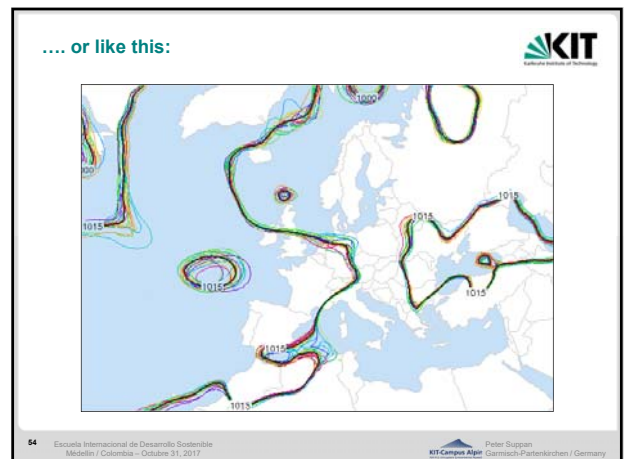 …. or like this:
KIT
Karlsruhe Institute of Technology
1000
1015
1015
1015
1015
1015
1015
1015
54
Escuela Internacional de Desarrollo Sostenible
Médellin / Colombia – Octubre 31, 2017
KIT-Campus Alpin
Peter Suppan
Garmisch-Partenkirchen / Germany